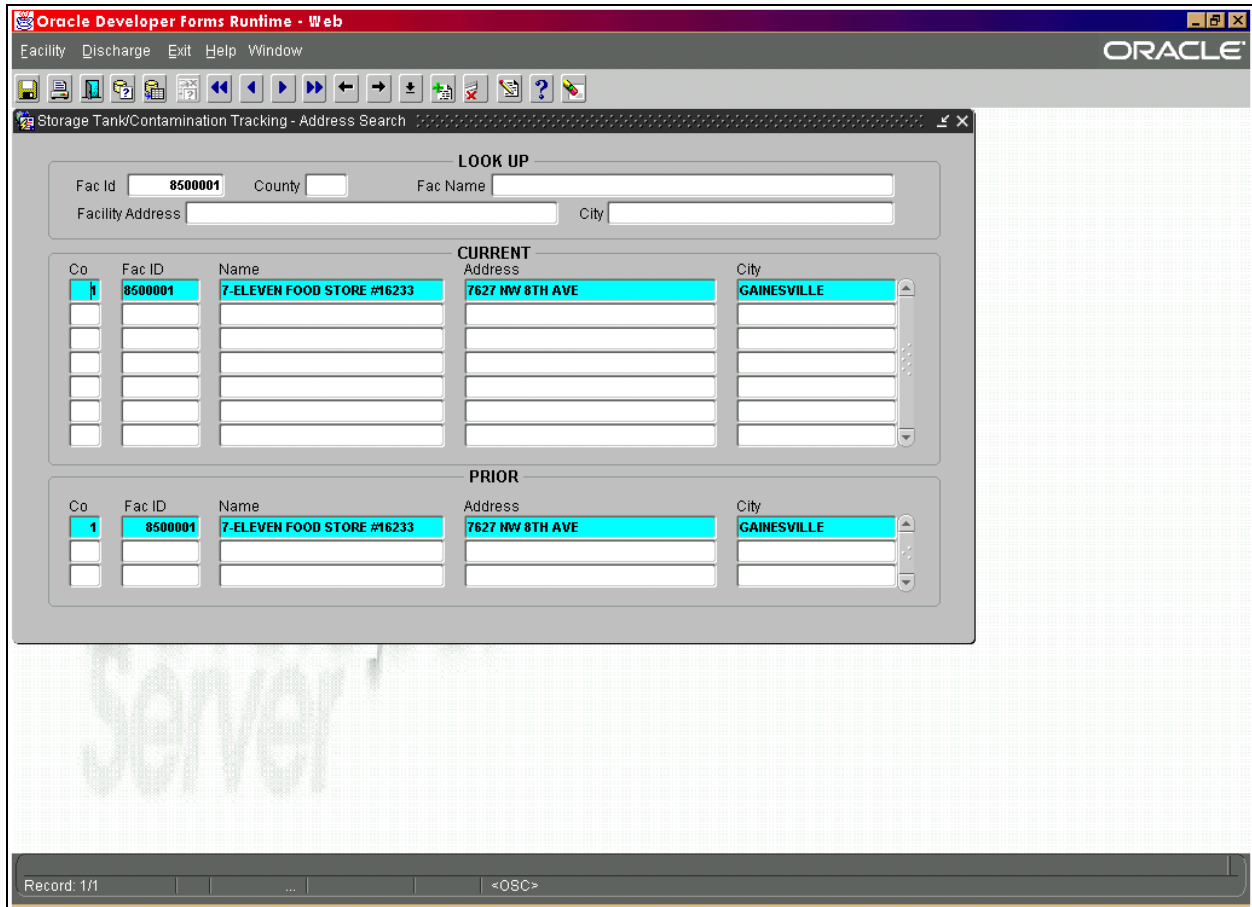 Oracle Developer Forms Runtime - Web
Facility Discharge Exit Help Window
ORACLE
Storage Tank/Contamination Tracking - Address Search
LOOK UP
Fac Id 8500001 County Fac Name
Facility Address City
CURRENT
Co Fac ID Name Address City
1 8500001 7-ELEVEN FOOD STORE #16233 7627 NW 8TH AVE GAINESVILLE
PRIOR
Co Fac ID Name Address City
1 8500001 7-ELEVEN FOOD STORE #16233 7627 NW 8TH AVE GAINESVILLE
Server
Record: 1/1 ... <OSC>